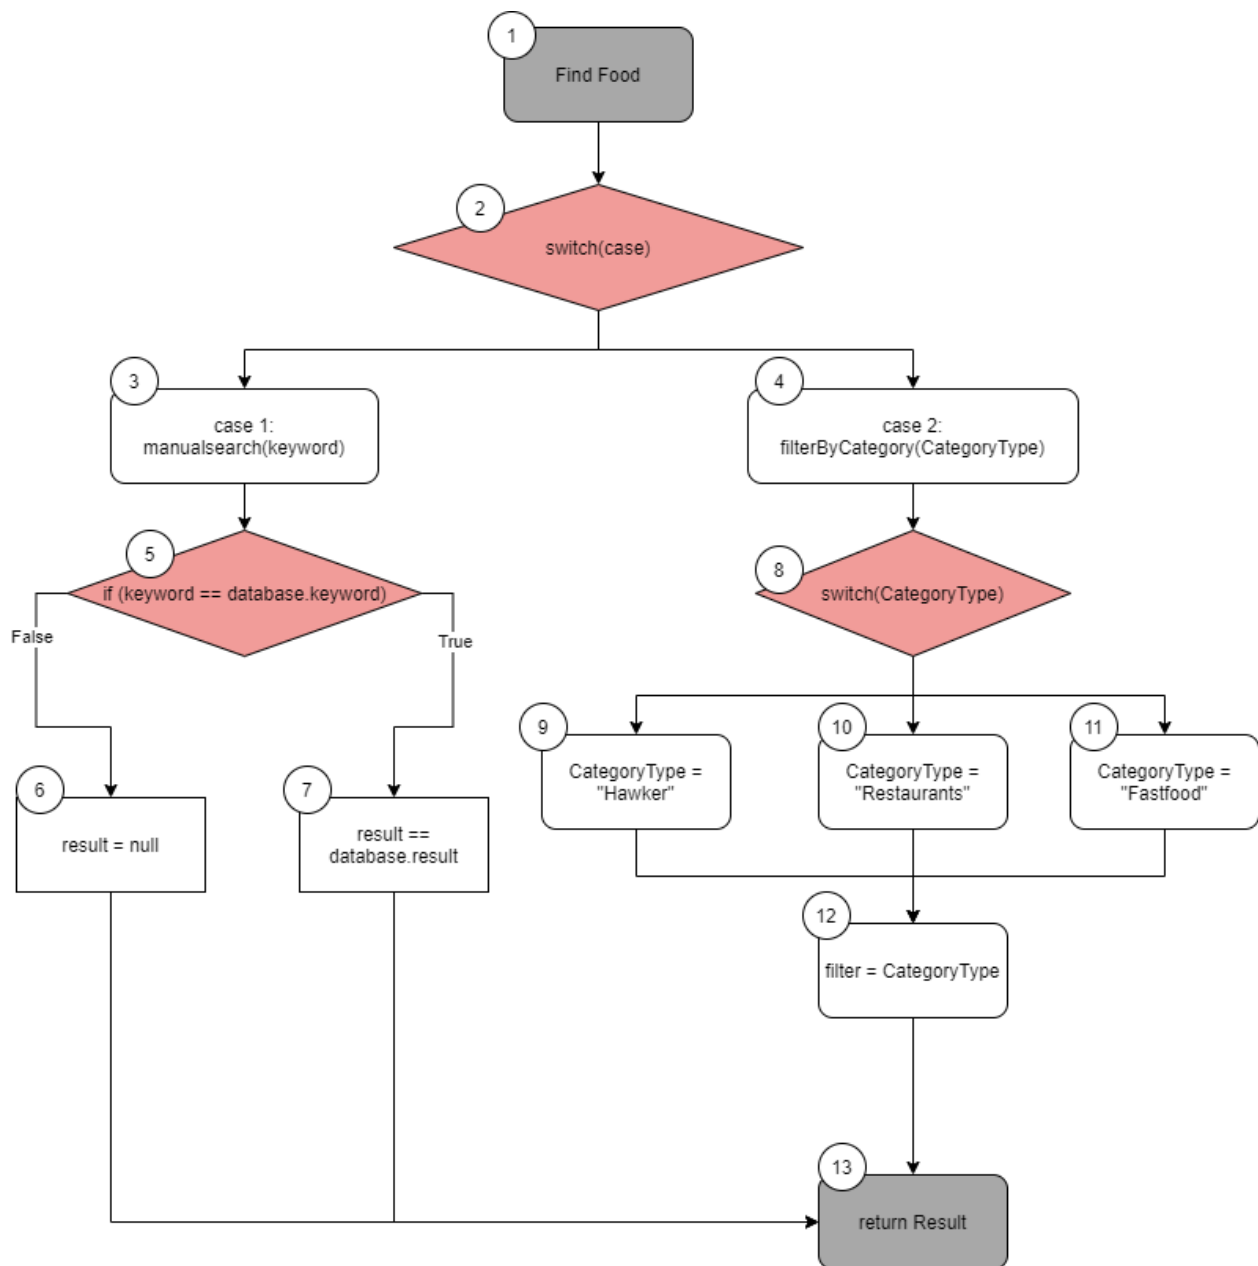 1
Find Food
2
switch(case)
3
case 1:
manualsearch(keyword)
4
case 2:
filterByCategory(CategoryType)
5
if (keyword == database.keyword)
8
switch(CategoryType)
False
True
9
CategoryType =
"Hawker"
10
CategoryType =
"Restaurants"
11
CategoryType =
"Fastfood"
6
result = null
7
result ==
database.result
12
filter = CategoryType
13
return Result